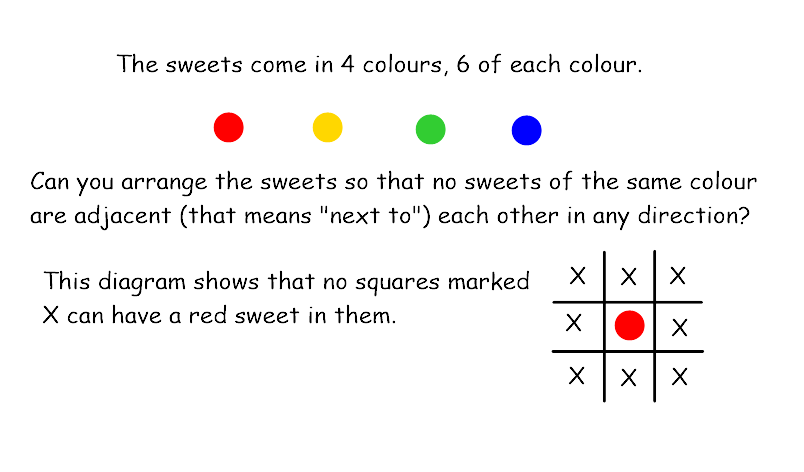 The sweets come in 4 colours, 6 of each colour.
Can you arrange the sweets so that no sweets of the same colour
are adjacent (that means "next to") each other in any direction?
This diagram shows that no squares marked
X can have a red sweet in them.
X X X
X X
X X X